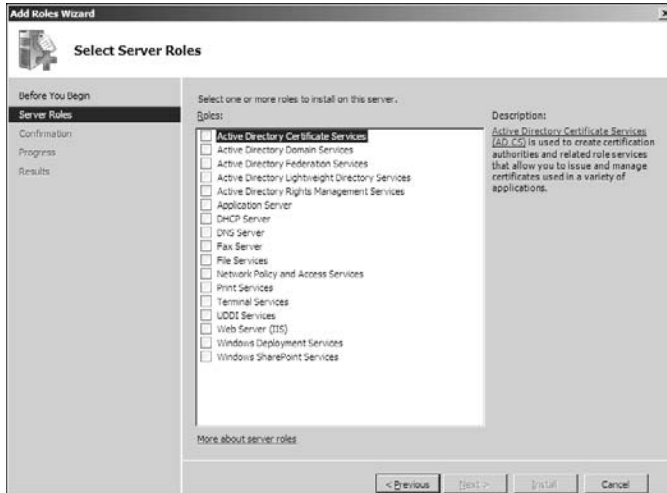 Add Roles Wizard
Select Server Roles
Before You Begin
Server Roles
Confirmation
Progress
Results
Select one or more roles to install on this server.
Roles:
Active Directory Certificate Services
Active Directory Domain Services
Active Directory Federation Services
Active Directory Lightweight Directory Services
Active Directory Rights Management Services
Application Server
DHCP Server
DNS Server
Fax Server
File Services
Network Policy and Access Services
Print Services
Terminal Services
UDDI Services
Web Server (IIS)
Windows Deployment Services
Windows SharePoint Services
More about server roles
Description:
Active Directory Certificate Services
(AD CS) is used to create certification
authorities and related role services
that allow you to issue and manage
certificates used in a variety of
applications.
< Previous
Next >
Install
Cancel